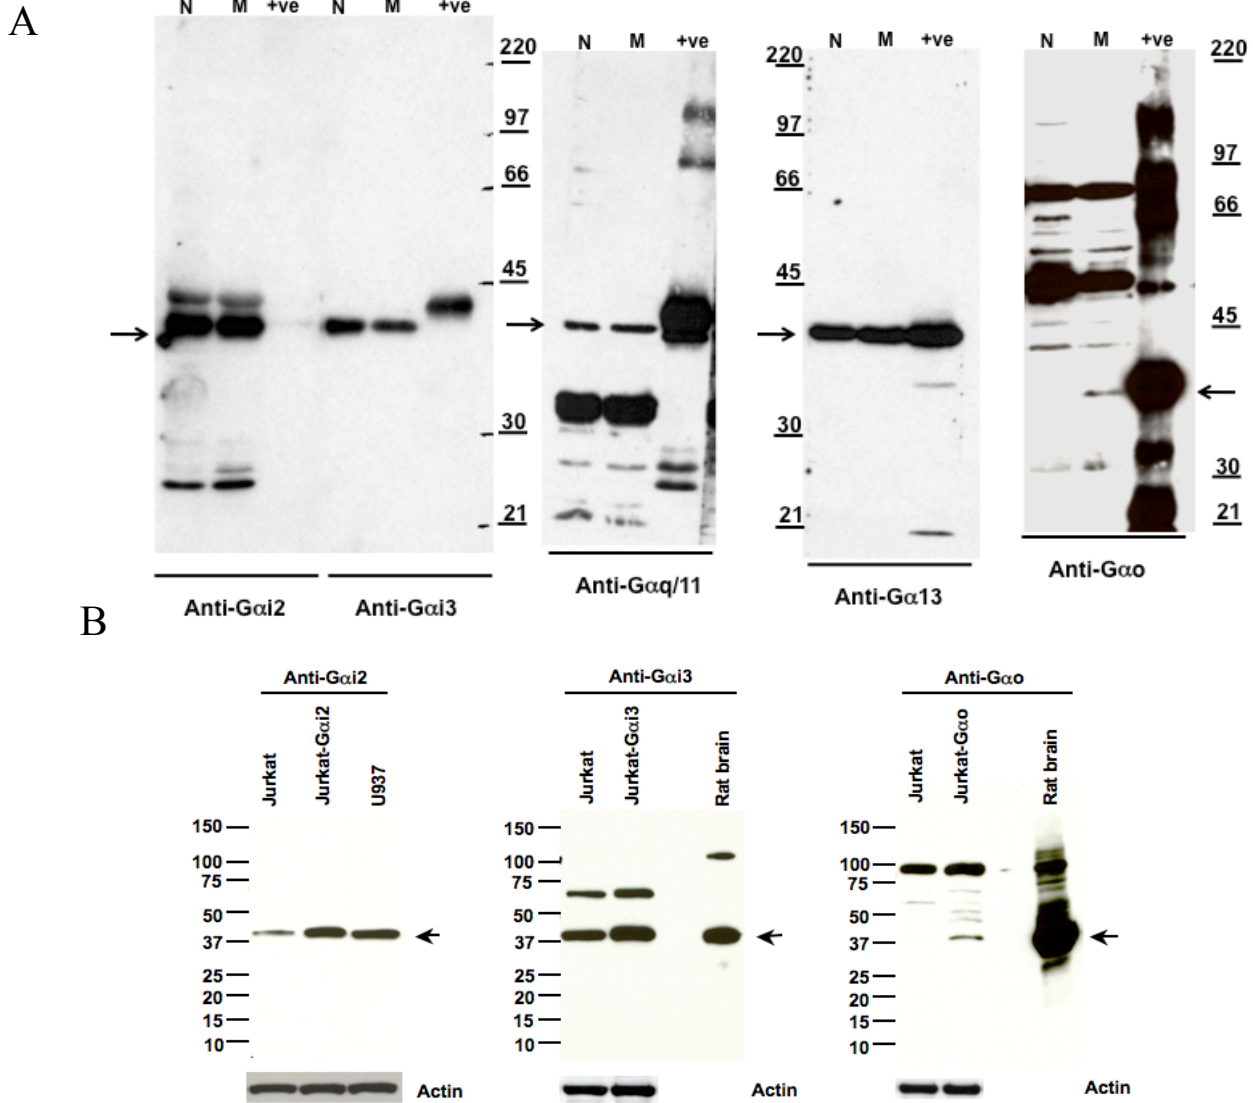 A
N M +ve N M +ve
220
97
66
45
30
21
Anti-Gαi2 Anti-Gαi3
N M +ve
Anti-Gαq/11
N M +ve
220
97
66
45
30
21
Anti-Gα13
N M +ve
220
97
66
45
30
21
Anti-Gαo
B
Anti-Gαi2
Jurkat
Jurkat-Gαi2
U937
150
100
75
50
37
25
20
15
10
Actin
Anti-Gαi3
Jurkat
Jurkat-Gαi3
Rat brain
150
100
75
50
37
25
20
15
10
Actin
Anti-Gαo
Jurkat
Jurkat-Gαo
Rat brain
150
100
75
50
37
25
20
15
10
Actin